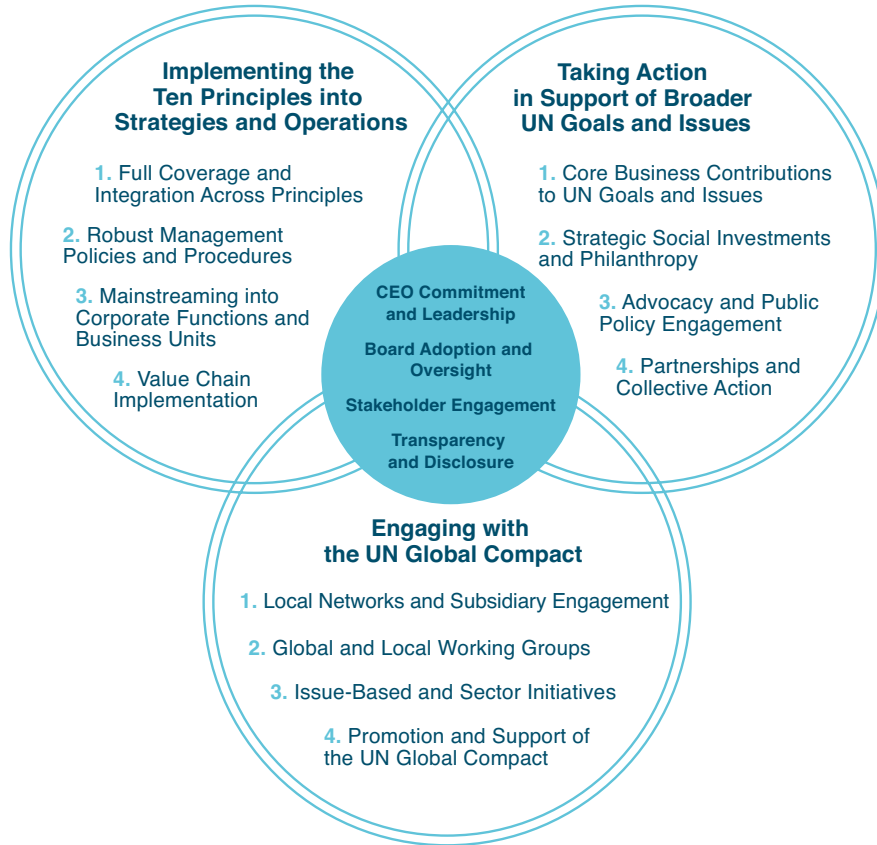 Implementing the
Ten Principles into
Strategies and Operations
1. Full Coverage and
Integration Across Principles
2. Robust Management
Policies and Procedures
3. Mainstreaming into
Corporate Functions and
Business Units
4. Value Chain
Implementation
Taking Action
in Support of Broader
UN Goals and Issues
1. Core Business Contributions
to UN Goals and Issues
2. Strategic Social Investments
and Philanthropy
3. Advocacy and Public
Policy Engagement
4. Partnerships and
Collective Action
CEO Commitment
and Leadership
Board Adoption and
Oversight
Stakeholder Engagement
Transparency
and Disclosure
Engaging with
the UN Global Compact
1. Local Networks and Subsidiary Engagement
2. Global and Local Working Groups
3. Issue-Based and Sector Initiatives
4. Promotion and Support of
the UN Global Compact